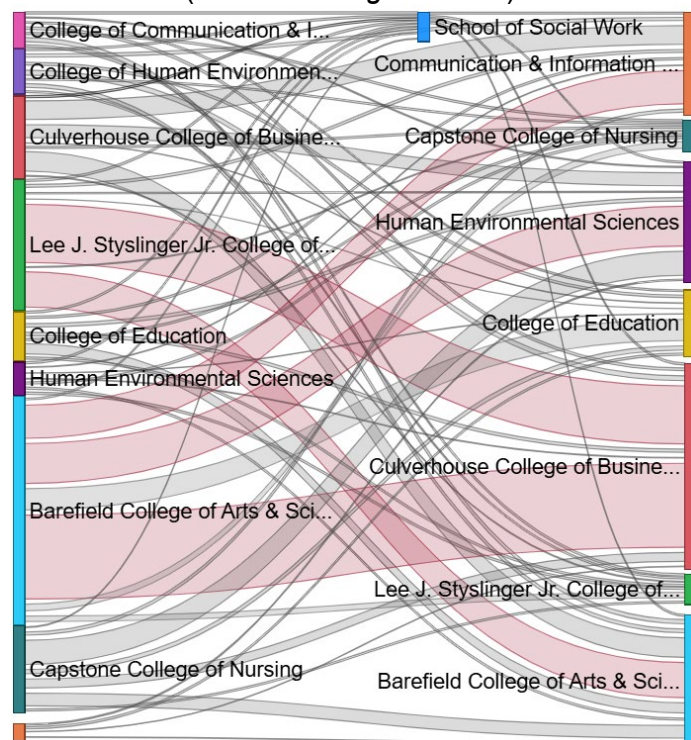 College of Communication & I...
School of Social Work
College of Human Environmen...
Communication & Information ...
Culverhouse College of Busine...
Capstone College of Nursing
Lee J. Styslinger Jr. College of...
Human Environmental Sciences
College of Education
College of Education
Human Environmental Sciences
Culverhouse College of Busine...
Barefield College of Arts & Sci...
Lee J. Styslinger Jr. College of...
Capstone College of Nursing
Barefield College of Arts & Sci...